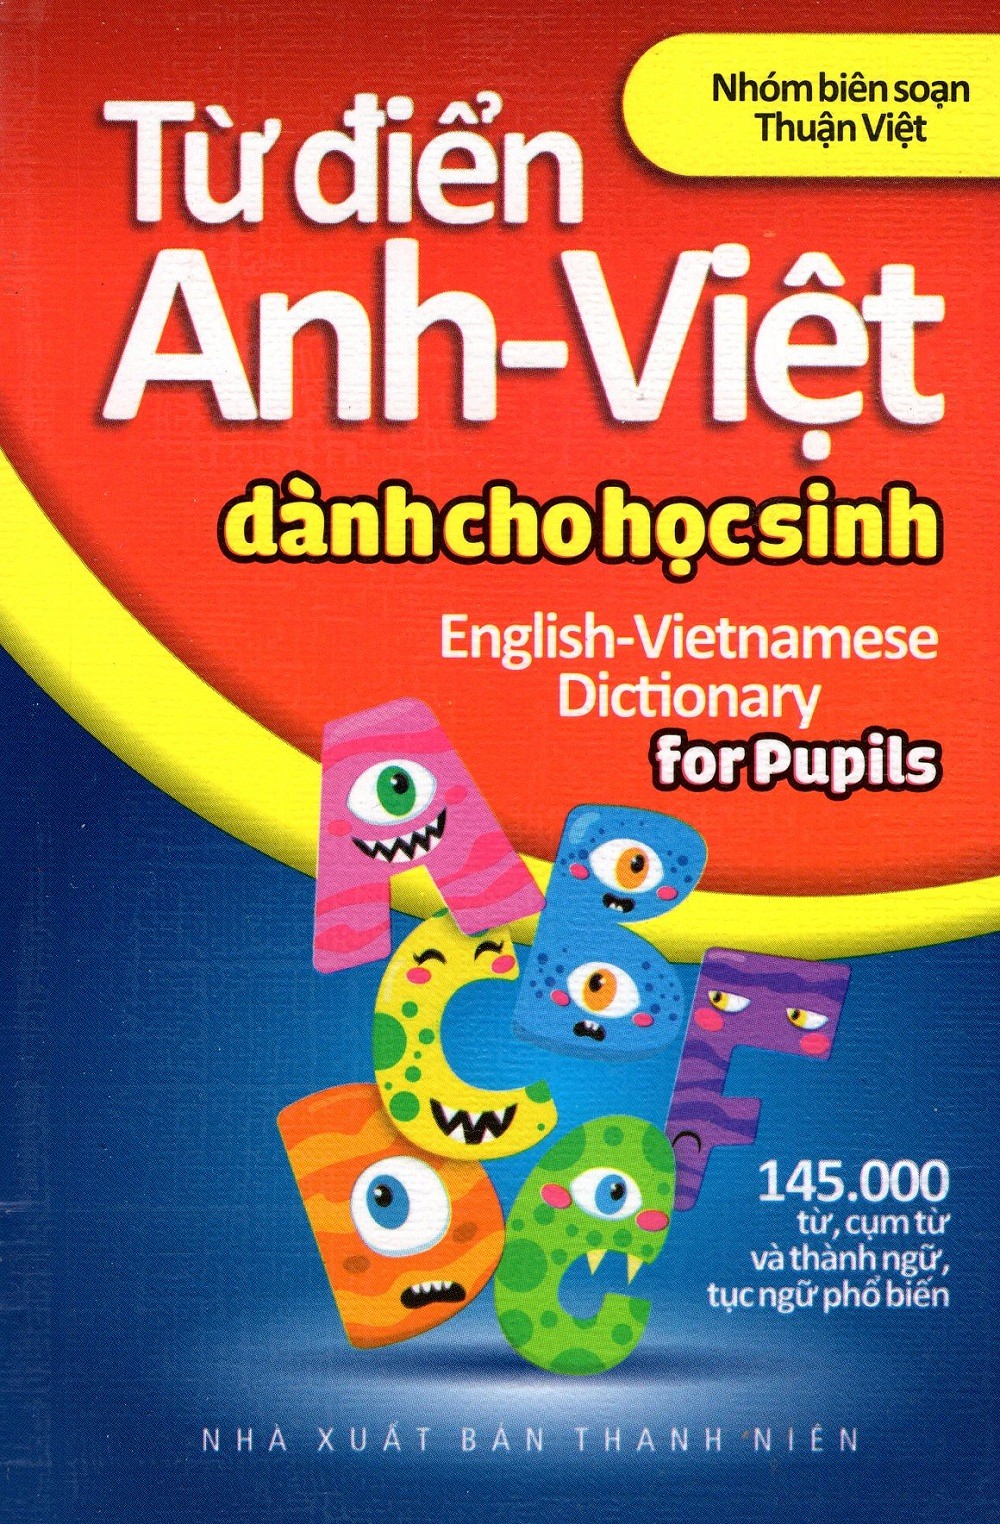 Nhóm biên soạn
Thuận Việt
Từ điển
Anh-Việt
dành cho học sinh
English-Vietnamese
Dictionary
for Pupils
145.000
từ, cụm từ
và thành ngữ,
tục ngữ phổ biến
NHÀ XUẤT BẢN THANH NIÊN